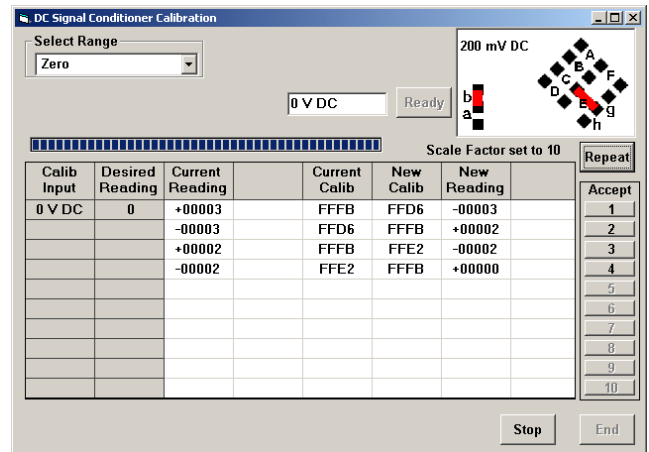 DC Signal Conditioner Calibration
Select Range
Zero
200 mV DC
A
B
F
C
D
E
g
h
b
a
0 V DC
Ready
Scale Factor set to 10
Repeat
Calib Input Desired Reading Current Reading Current Calib New Calib New Reading
Accept
0 V DC 0 +00003 FFFB FFD6 -00003 1
-00003 FFD6 FFFB +00002 2
+00002 FFFB FFE2 -00002 3
-00002 FFE2 FFFB +00000 4
5
6
7
8
9
10
Stop
End